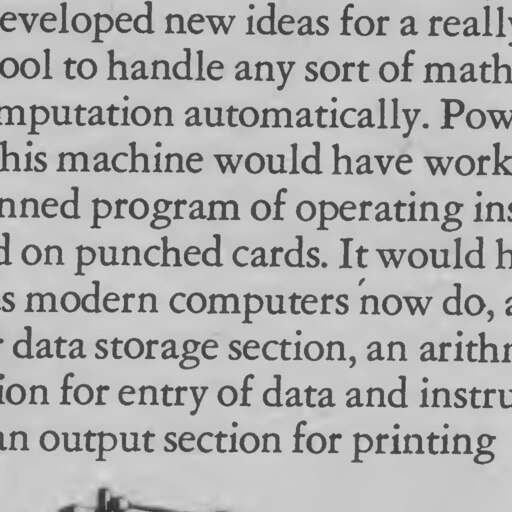 eveloped new ideas for a really
ool to handle any sort of math
mputation automatically. Pow
his machine would have work
nned program of operating ins
d on punched cards. It would h
s modern computers now do, a
data storage section, an arithm
ion for entry of data and instru
an output section for printing